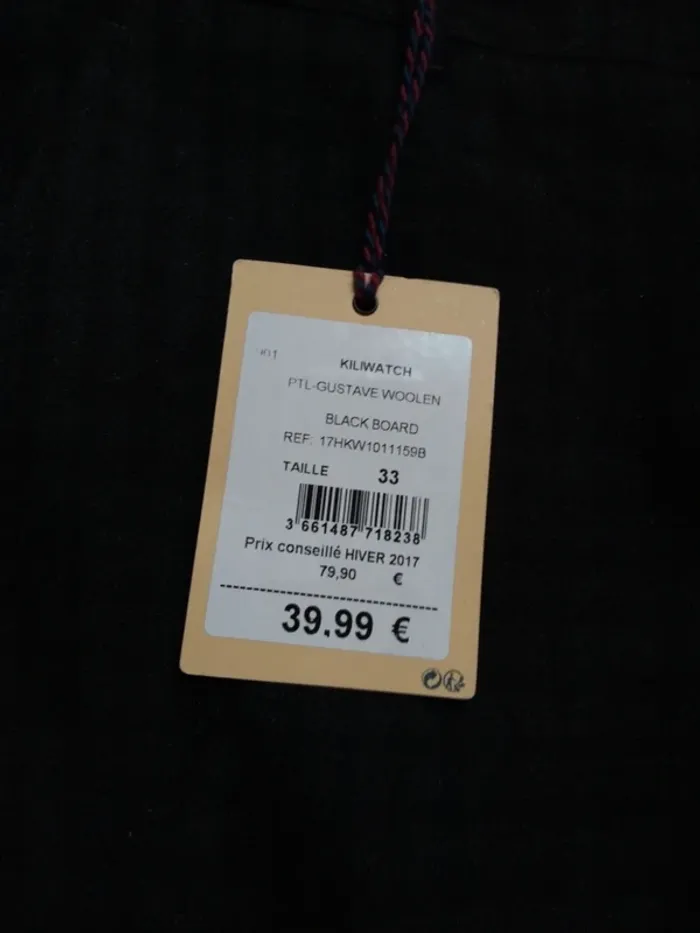 KILIWATCH
PTL-GUSTAVE WOOLEN
BLACK BOARD
REF: 17HKW1011159B
TAILLE 33
3 661487 718238
Prix conseillé HIVER 2017
79,90 €
39.99 €